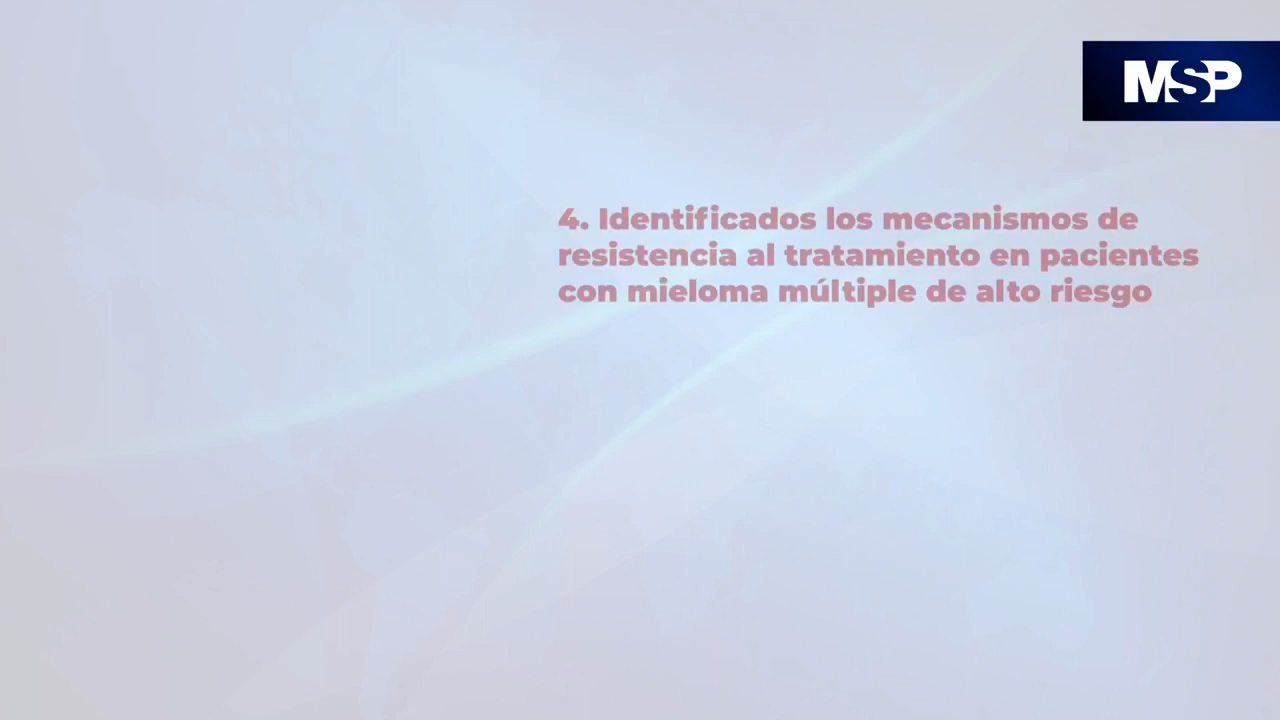 MSP
4. Identificados los mecanismos de
resistencia al tratamiento en pacientes
con mieloma múltiple de alto riesgo